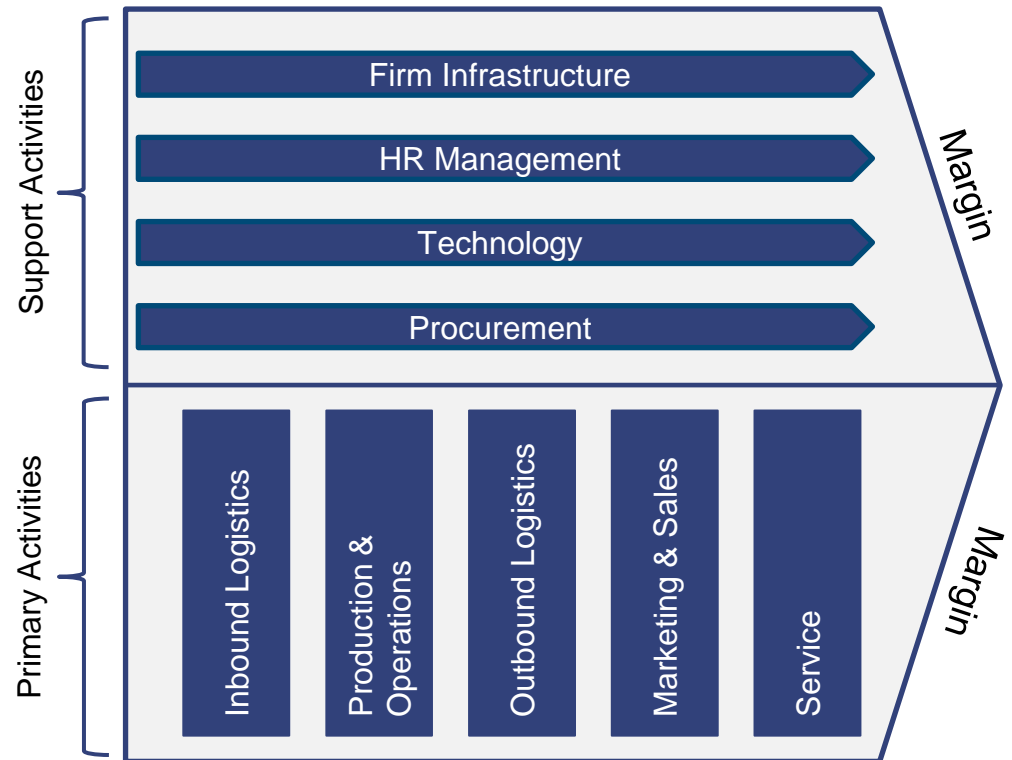 Support Activities
Firm Infrastructure
HR Management
Technology
Procurement
Margin
Primary Activities
Inbound Logistics
Production &
Operations
Outbound Logistics
Marketing & Sales
Service
Margin